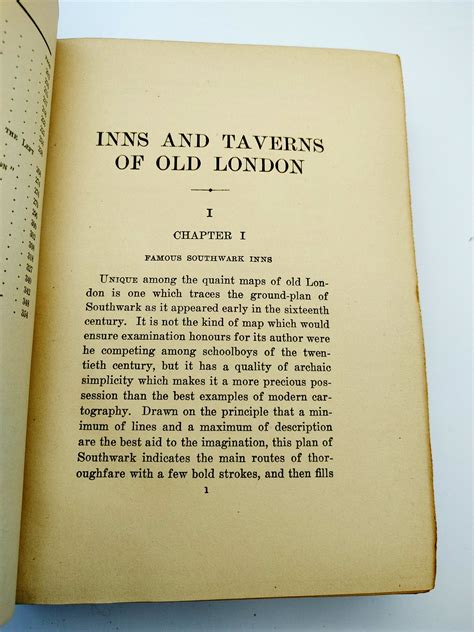 THE LEFT
ON"
INNS AND TAVERNS
OF OLD LONDON
I
CHAPTER I
FAMOUS SOUTHWARK INNS
UNIQUE among the quaint maps of old Lon-
don is one which traces the ground-plan of
Southwark as it appeared early in the sixteenth
century. It is not the kind of map which would
ensure examination honours for its author were
he competing among schoolboys of the twen-
tieth century, but it has a quality of archaic
simplicity which makes it a more precious pos-
session than the best examples of modern car-
tography. Drawn on the principle that a min-
imum of lines and a maximum of description
are the best aid to the imagination, this plan of
Southwark indicates the main routes of thor-
oughfare with a few bold strokes, and then fills
1